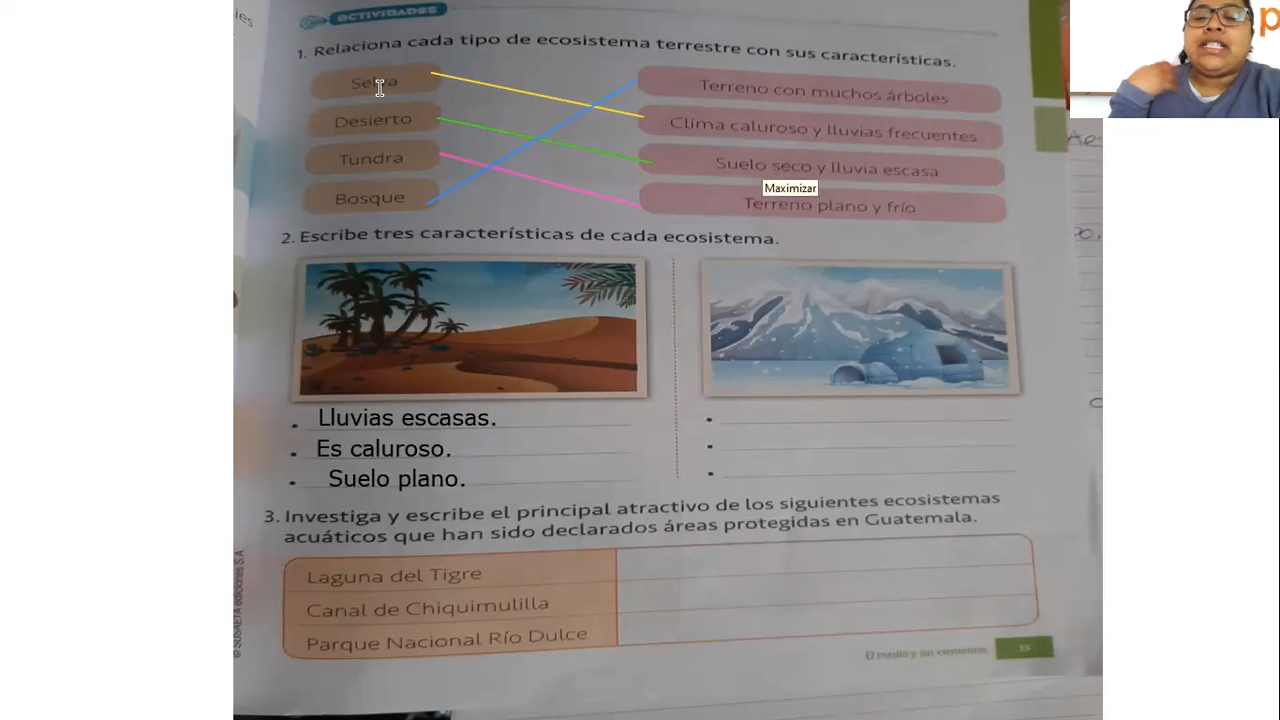 ACTIVIDADES
1. Relaciona cada tipo de ecosistema terrestre con sus características.
Selva
Desierto
Tundra
Bosque
Terreno con muchos árboles
Clima caluroso y lluvias frecuentes
Suelo seco y lluvia escasa
Maximizar
Terreno plano y frío
2. Escribe tres características de cada ecosistema.
• Lluvias escasas.
• Es caluroso.
• Suelo plano.
3. Investiga y escribe el principal atractivo de los siguientes ecosistemas
acuáticos que han sido declarados áreas protegidas en Guatemala.
Laguna del Tigre
Canal de Chiquimulilla
Parque Nacional Río Dulce
El medio y sus elementos
© SUSAETA ediciones S.A.